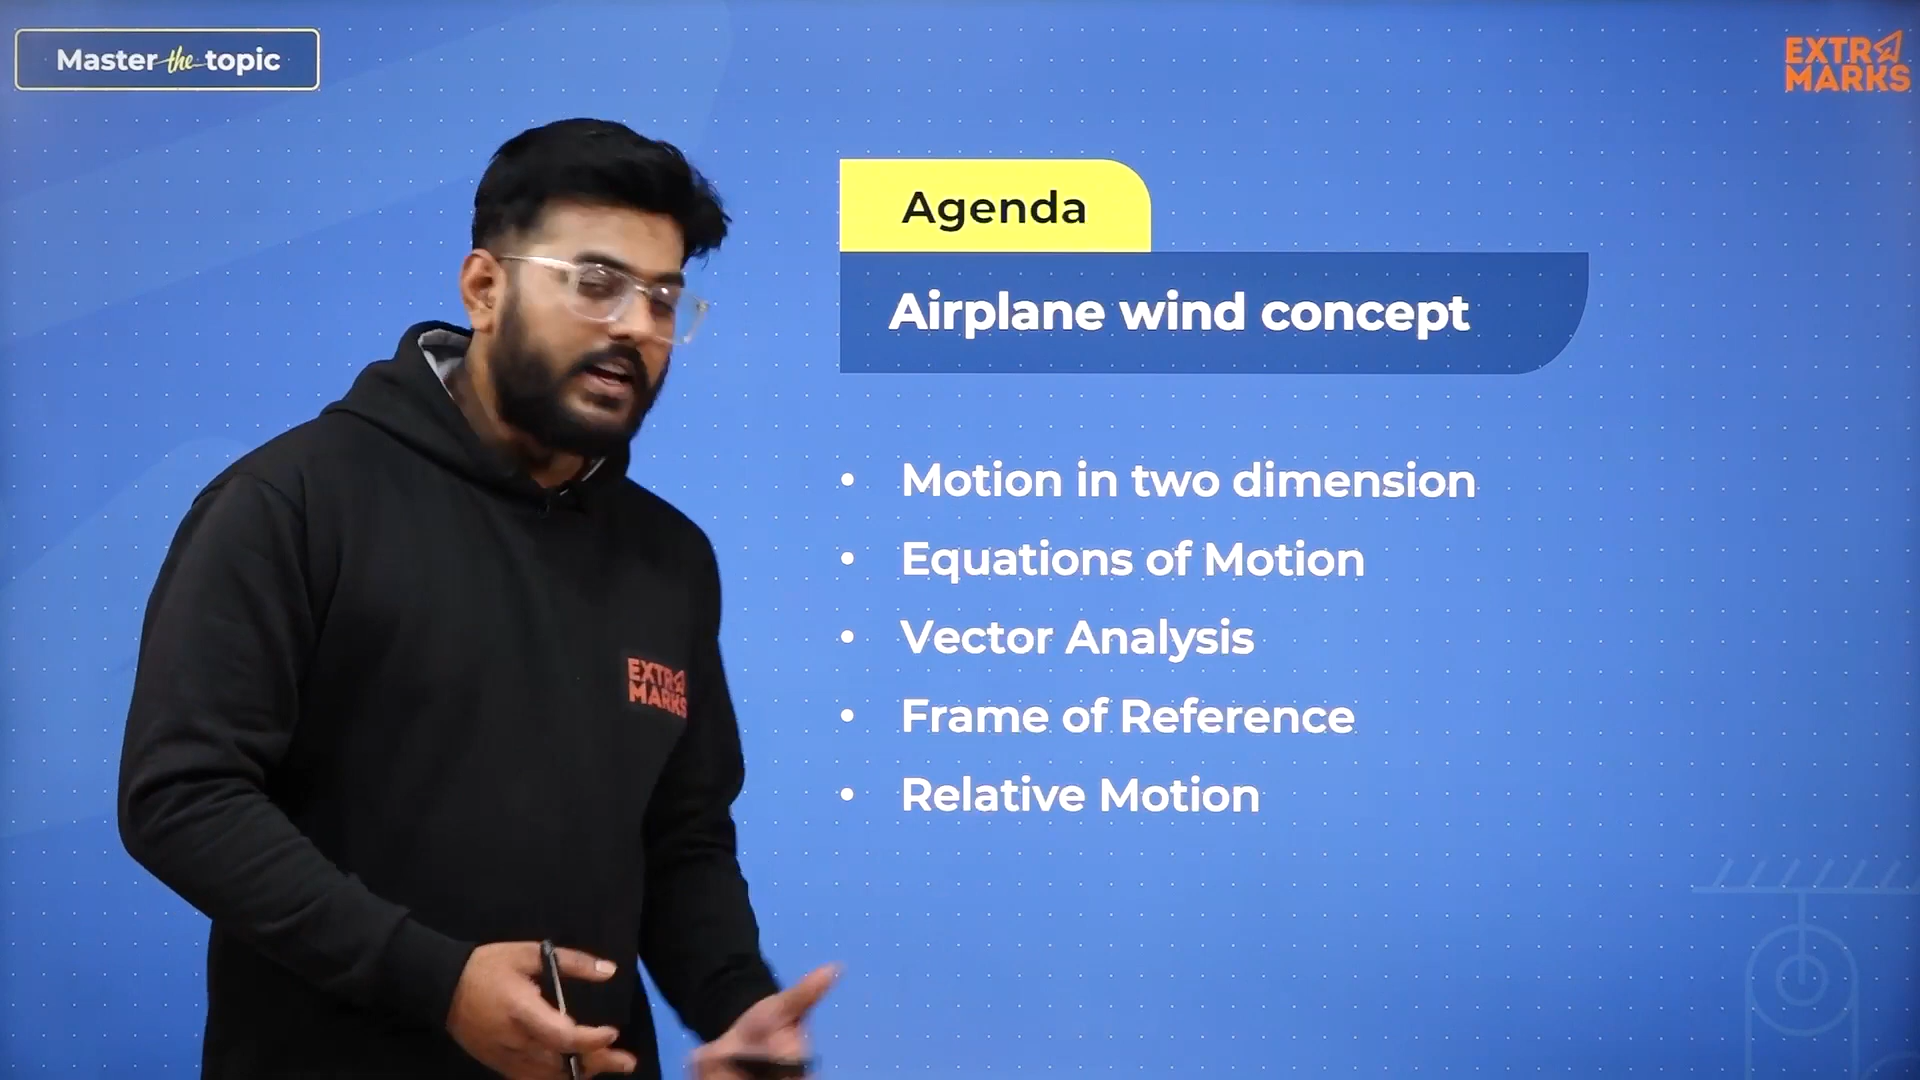 Master the topic
EXTRA
MARKS
Agenda
Airplane wind concept
• Motion in two dimension
• Equations of Motion
• Vector Analysis
• Frame of Reference
• Relative Motion
EXTRA
MARKS